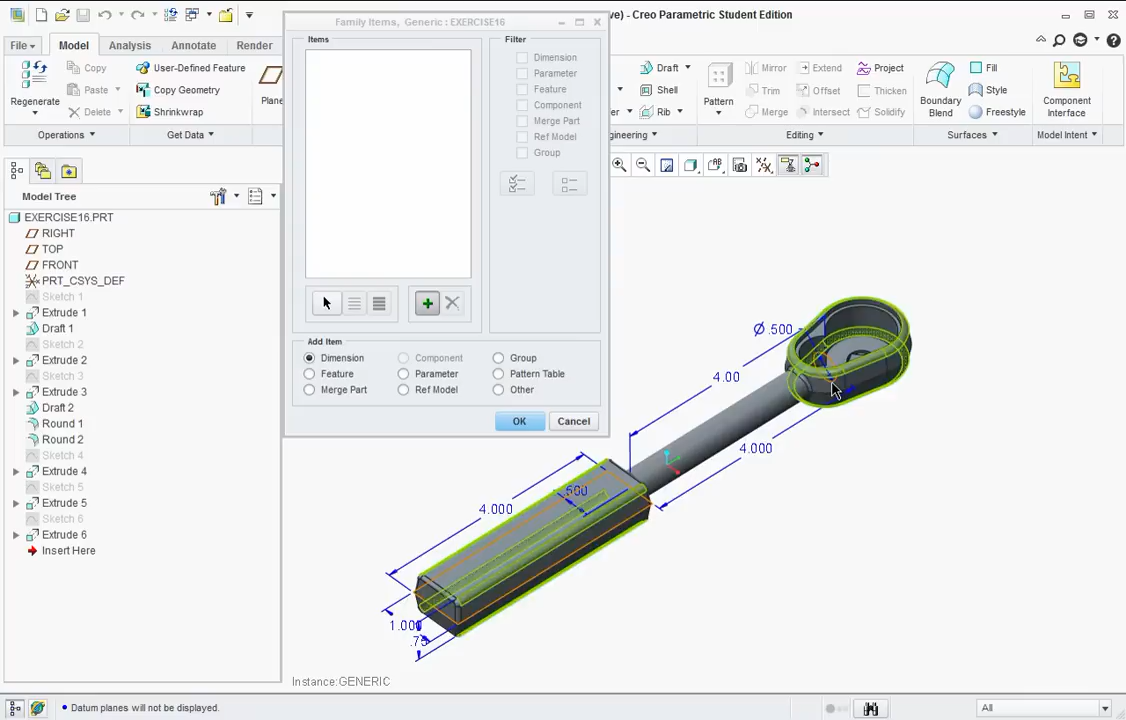 Family Items, Generic : EXERCISE16
ve) - Creo Parametric Student Edition
File
Model
Analysis
Annotate
Render
Regenerate
Copy
Paste
Delete
User-Defined Feature
Copy Geometry
Shrinkwrap
Plane
Draft
Shell
Rib
Pattern
Mirror
Extend
Project
Trim
Offset
Thicken
Merge
Intersect
Solidify
Boundary Blend
Fill
Style
Freestyle
Component Interface
Operations
Get Data
gineering
Editing
Surfaces
Model Intent
Items
Filter
Dimension
Parameter
Feature
Component
Merge Part
Ref Model
Group
Add Item
Dimension
Component
Group
Feature
Parameter
Pattern Table
Merge Part
Ref Model
Other
OK
Cancel
Model Tree
EXERCISE16.PRT
RIGHT
TOP
FRONT
PRT_CSYS_DEF
Sketch 1
Extrude 1
Draft 1
Sketch 2
Extrude 2
Sketch 3
Extrude 3
Draft 2
Round 1
Round 2
Sketch 4
Extrude 4
Sketch 5
Extrude 5
Sketch 6
Extrude 6
Insert Here
Ø.500
4.00
4.000
.500
4.000
1.000
Instance:GENERIC
Datum planes will not be displayed.
All